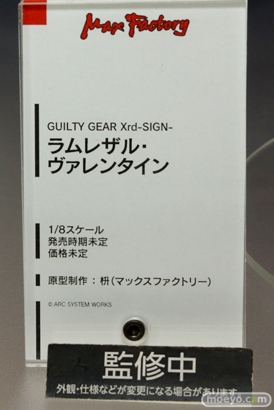 Max Factory
GUILTY GEAR Xrd-SIGN-
ラムレザル・
ヴァレンタイン
1/8スケール
発売時期未定
価格未定
原型制作：枡(マックスファクトリー)
© ARC SYSTEM WORKS
監修中
外観・仕様などが変更になる場合があります
moeyo.com